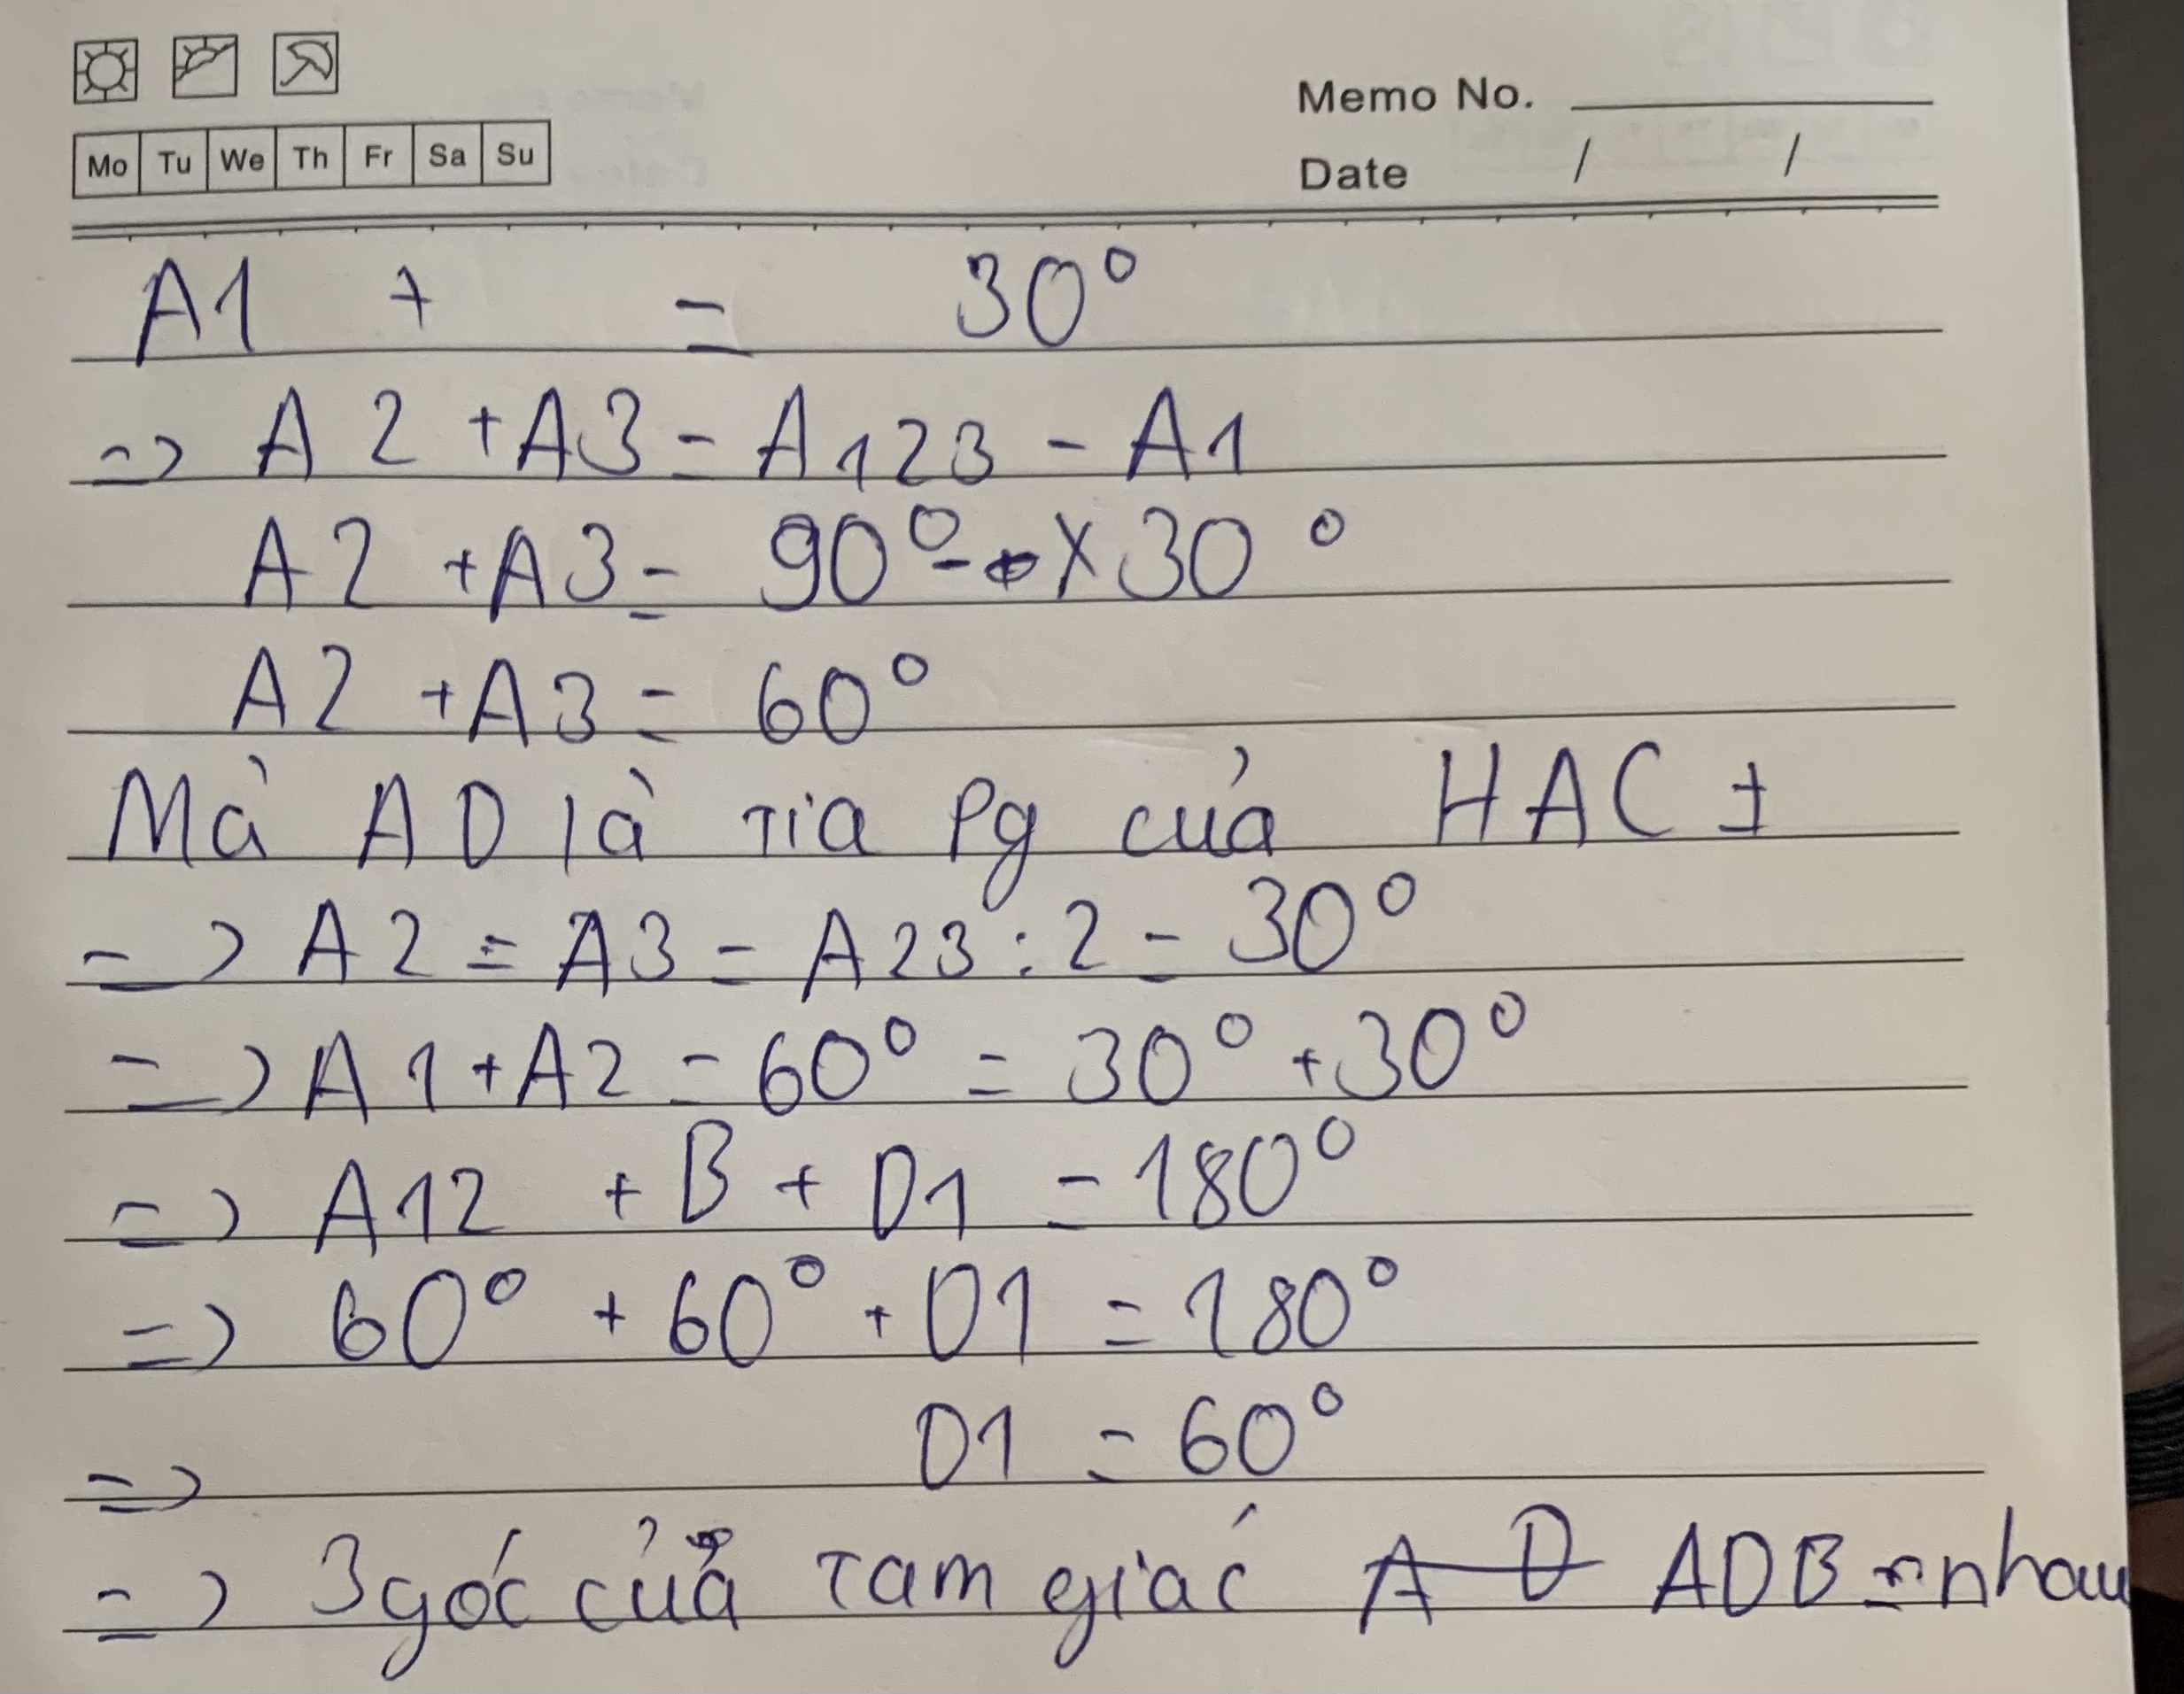 Memo No.
Mo Tu We Th Fr Sa Su
Date / /
A1 + = 30°
=> A2 + A3 = A123 - A1
A2 + A3 = 90° - 30°
A2 + A3 = 60°
Mà AD là tia Pg của HAC
=> A2 = A3 = A23 : 2 = 30°
=> A1 + A2 = 60° = 30° + 30°
=> A12 + B + D1 = 180°
=> 60° + 60° + D1 = 180°
=> D1 = 60°
=> 3 góc của tam giác ADB = nhau